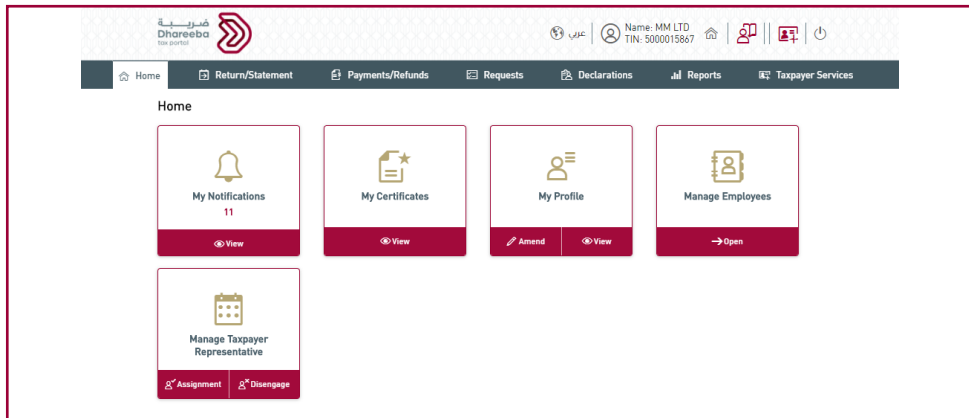 ضريبة
Dhareeba
tax portal
عربي
Name: MM LTD
TIN: 5000015867
Home
Return/Statement
Payments/Refunds
Requests
Declarations
Reports
Taxpayer Services
Home
My Notifications
11
View
My Certificates
View
My Profile
Amend
View
Manage Employees
Open
Manage Taxpayer
Representative
Assignment
Disengage